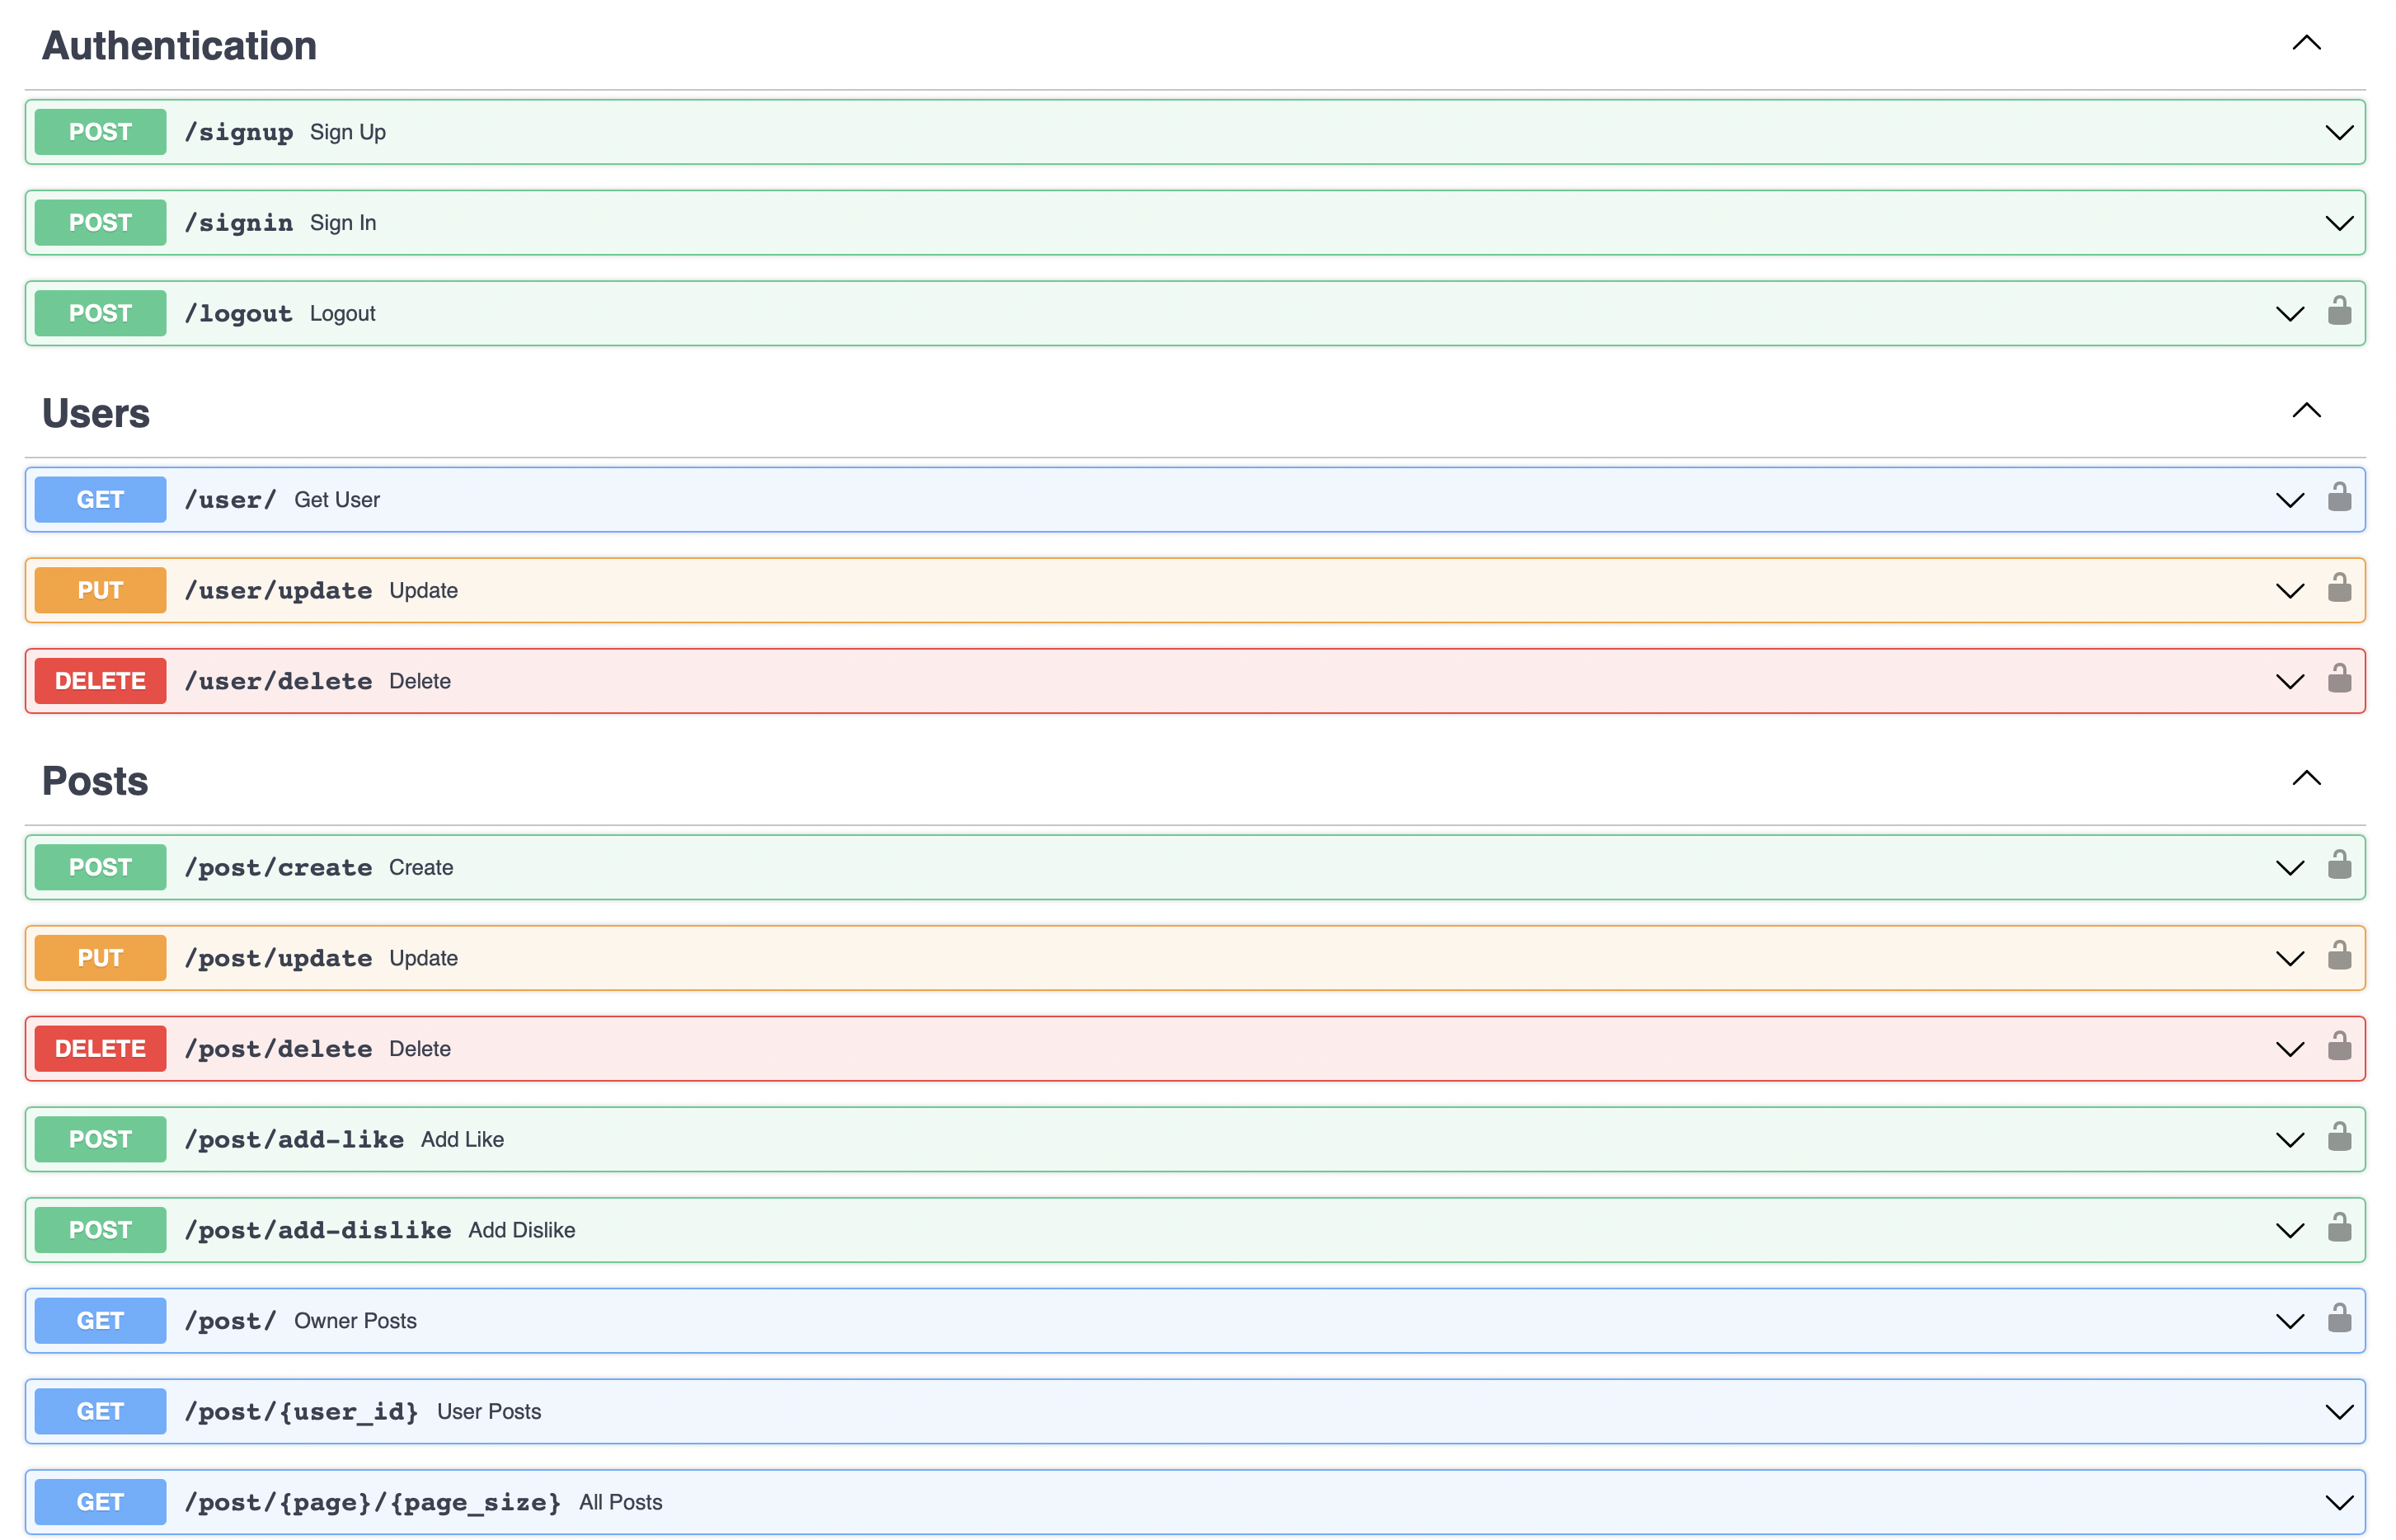 Authentication
POST /signup Sign Up
POST /signin Sign In
POST /logout Logout
Users
GET /user/ Get User
PUT /user/update Update
DELETE /user/delete Delete
Posts
POST /post/create Create
PUT /post/update Update
DELETE /post/delete Delete
POST /post/add-like Add Like
POST /post/add-dislike Add Dislike
GET /post/ Owner Posts
GET /post/{user_id} User Posts
GET /post/{page}/{page_size} All Posts